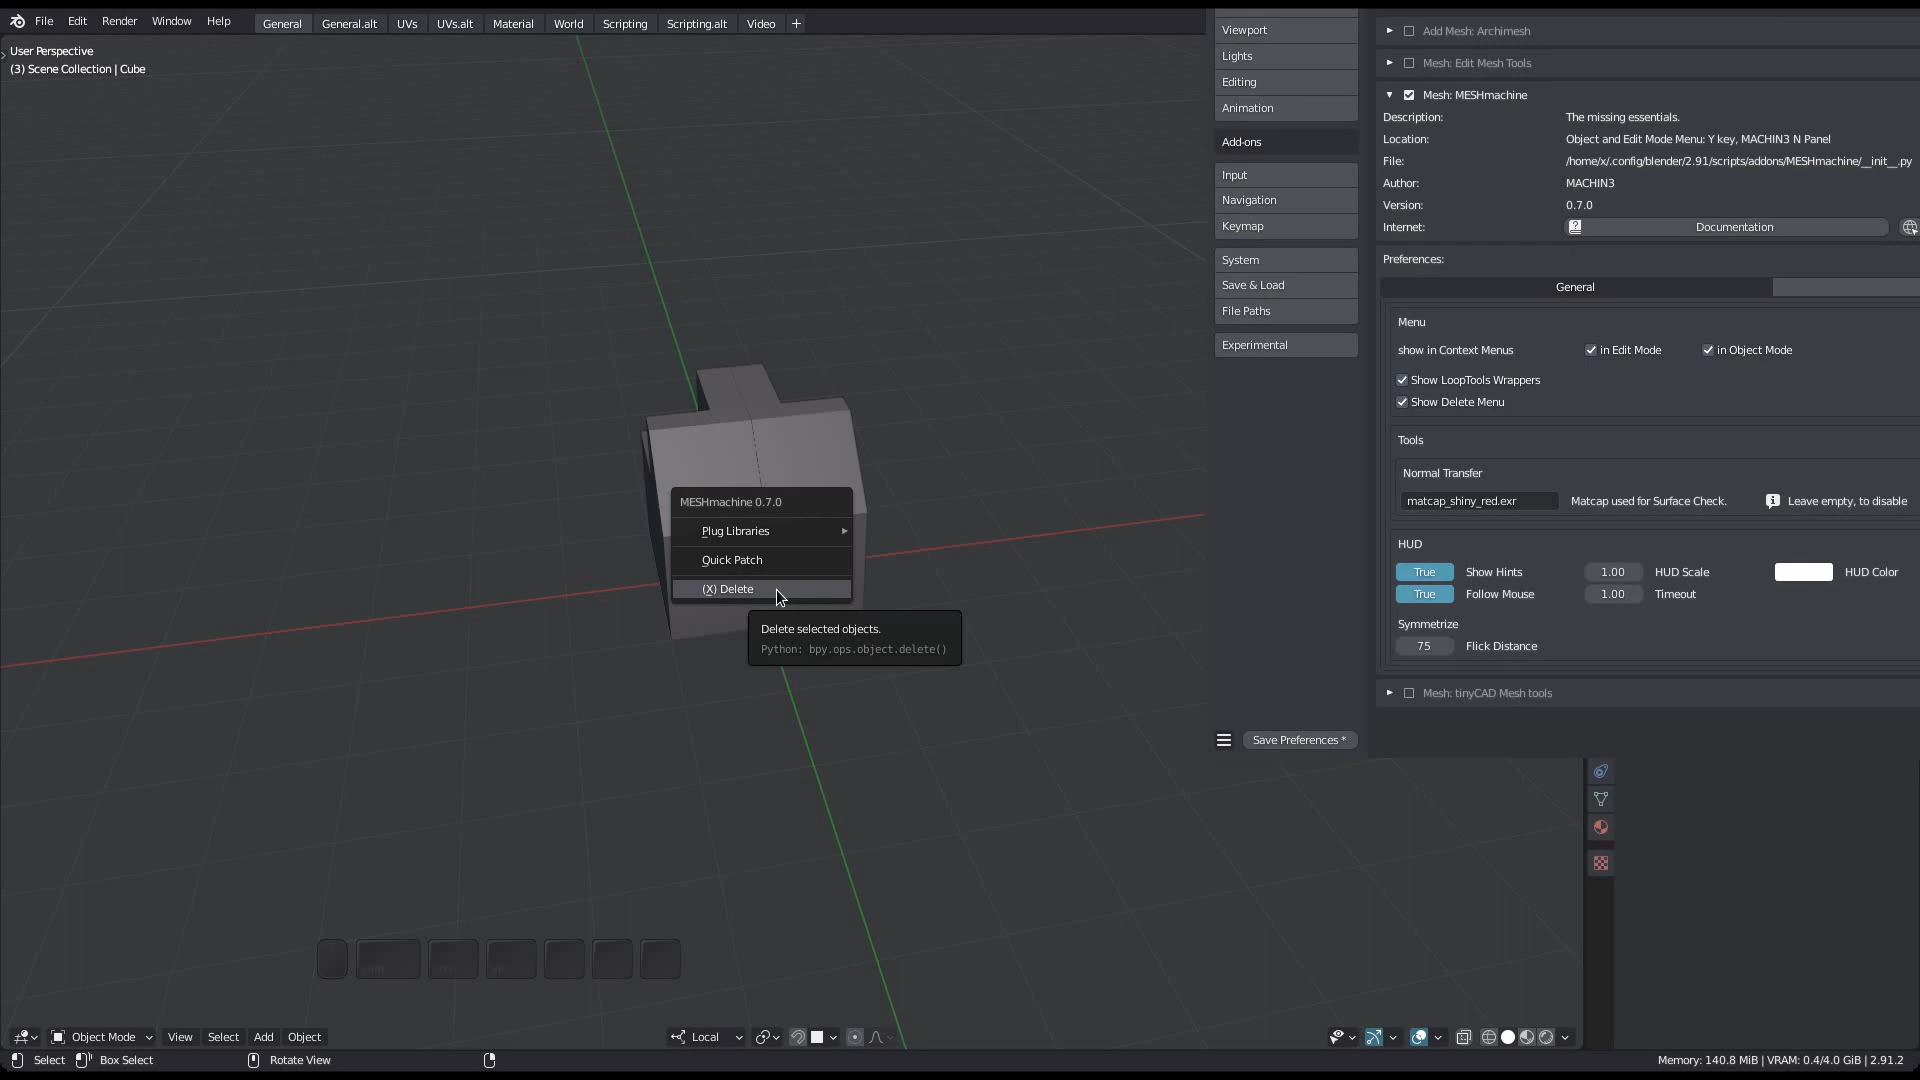 File Edit Render Window Help General General.alt UVs UVs.alt Material World Scripting Scripting.alt Video +
User Perspective
(3) Scene Collection | Cube
MESHmachine 0.7.0
Plug Libraries
Quick Patch
(X) Delete
Delete selected objects.
Python: bpy.ops.object.delete()
Viewport
Lights
Editing
Animation
Add-ons
Input
Navigation
Keymap
System
Save & Load
File Paths
Experimental
Save Preferences *
Add Mesh: Archimesh
Mesh: Edit Mesh Tools
Mesh: MESHmachine
Description: The missing essentials.
Location: Object and Edit Mode Menu: Y key, MACHIN3 N Panel
File: /home/x/.config/blender/2.91/scripts/addons/MESHmachine/__init__.py
Author: MACHIN3
Version: 0.7.0
Internet: Documentation
Preferences:
General
Menu
show in Context Menus in Edit Mode in Object Mode
Show LoopTools Wrappers
Show Delete Menu
Tools
Normal Transfer
matcap_shiny_red.exr Matcap used for Surface Check. Leave empty, to disable
HUD
True Show Hints 1.00 HUD Scale HUD Color
True Follow Mouse 1.00 Timeout
Symmetrize
75 Flick Distance
Mesh: tinyCAD Mesh tools
Object Mode View Select Add Object Local
Select Box Select Rotate View Memory: 140.8 MiB | VRAM: 0.4/4.0 GiB | 2.91.2